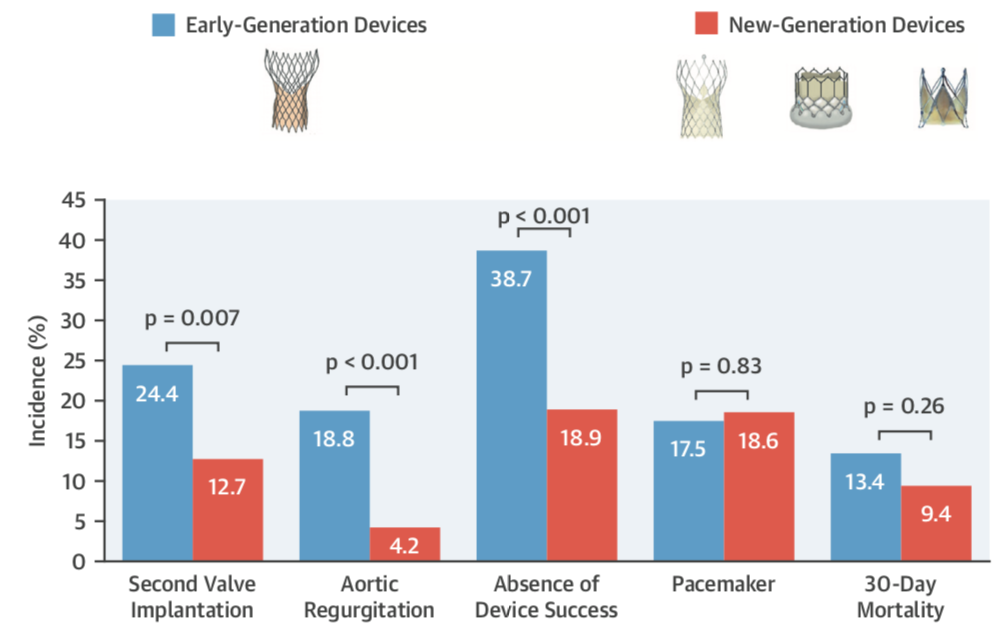 Early-Generation Devices
New-Generation Devices
Incidence (%)
45
40
35
30
25
20
15
10
5
0
p = 0.007
24.4
12.7
p < 0.001
18.8
4.2
p < 0.001
38.7
18.9
p = 0.83
17.5
18.6
p = 0.26
13.4
9.4
Second Valve
Implantation
Aortic
Regurgitation
Absence of
Device Success
Pacemaker
30-Day
Mortality